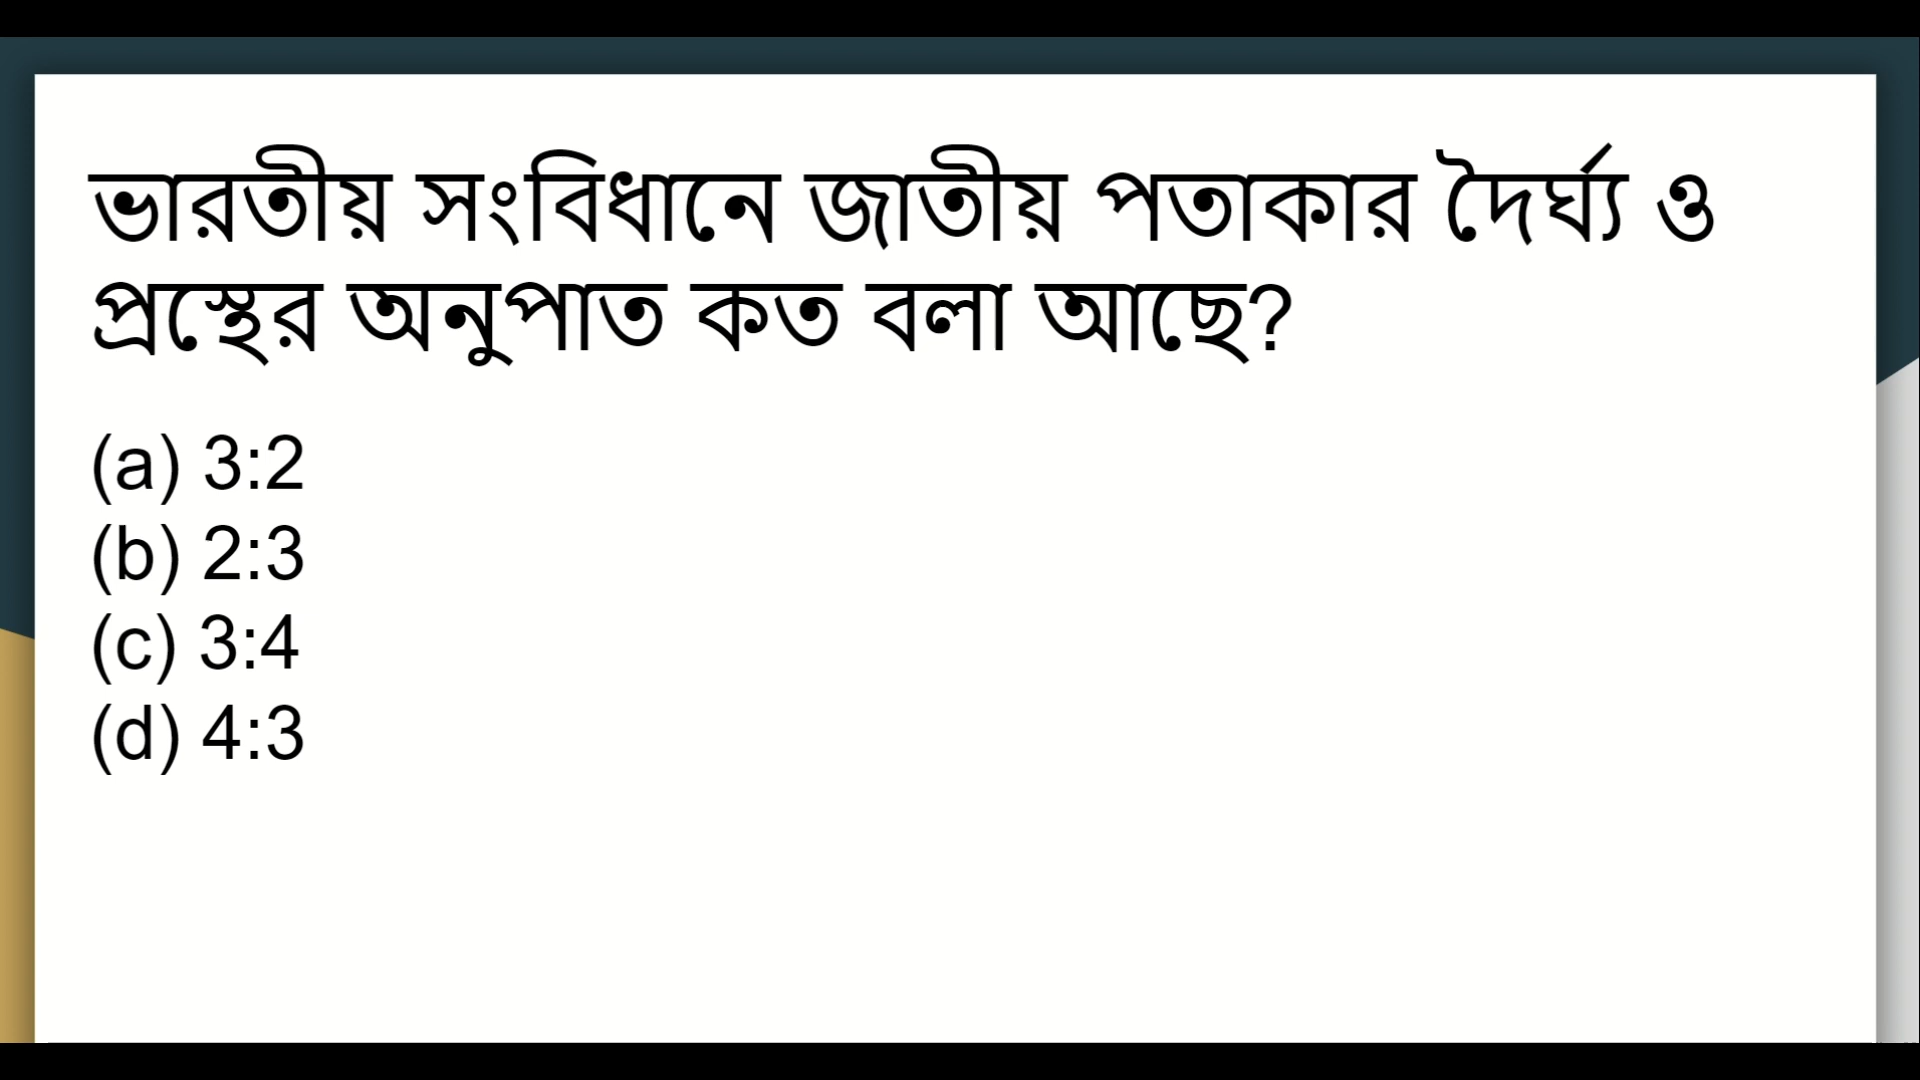 ভারতীয় সংবিধানে জাতীয় পতাকার দৈর্ঘ্য ও
প্রস্থের অনুপাত কত বলা আছে?
(a) 3:2
(b) 2:3
(c) 3:4
(d) 4:3